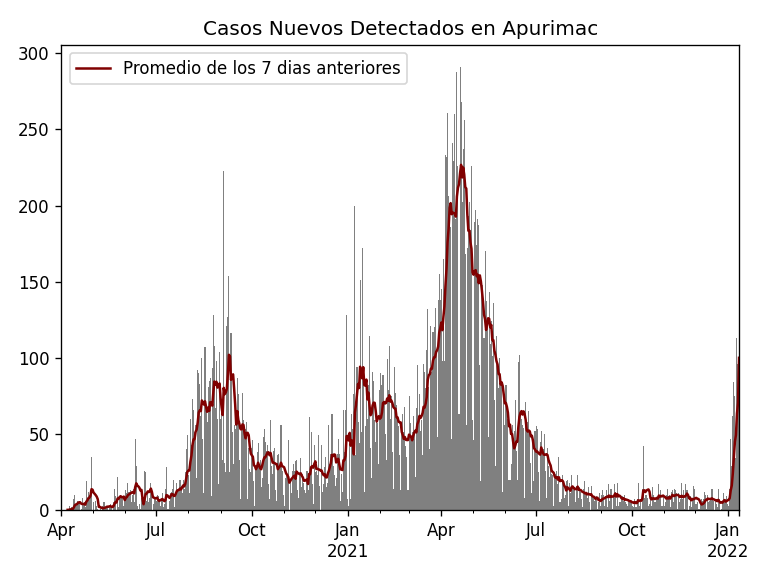 Casos Nuevos Detectados en Apurimac
Promedio de los 7 dias anteriores
300
250
200
150
100
50
0
Apr Jul Oct Jan Apr Jul Oct Jan
2021 2022